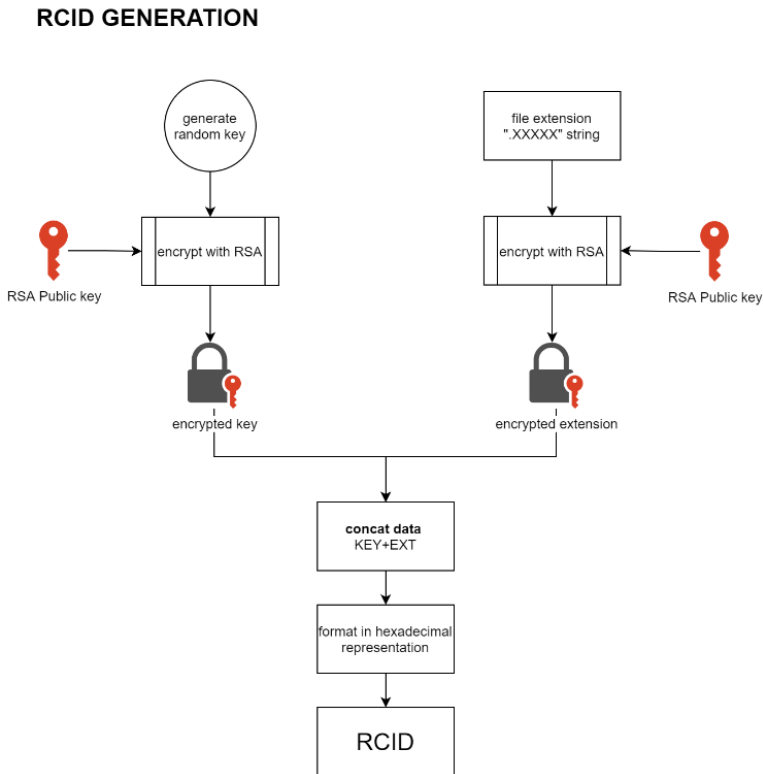 RCID GENERATION
generate
random key
file extension
".XXXXX" string
encrypt with RSA
encrypt with RSA
RSA Public key
RSA Public key
encrypted key
encrypted extension
concat data
KEY+EXT
format in hexadecimal
representation
RCID